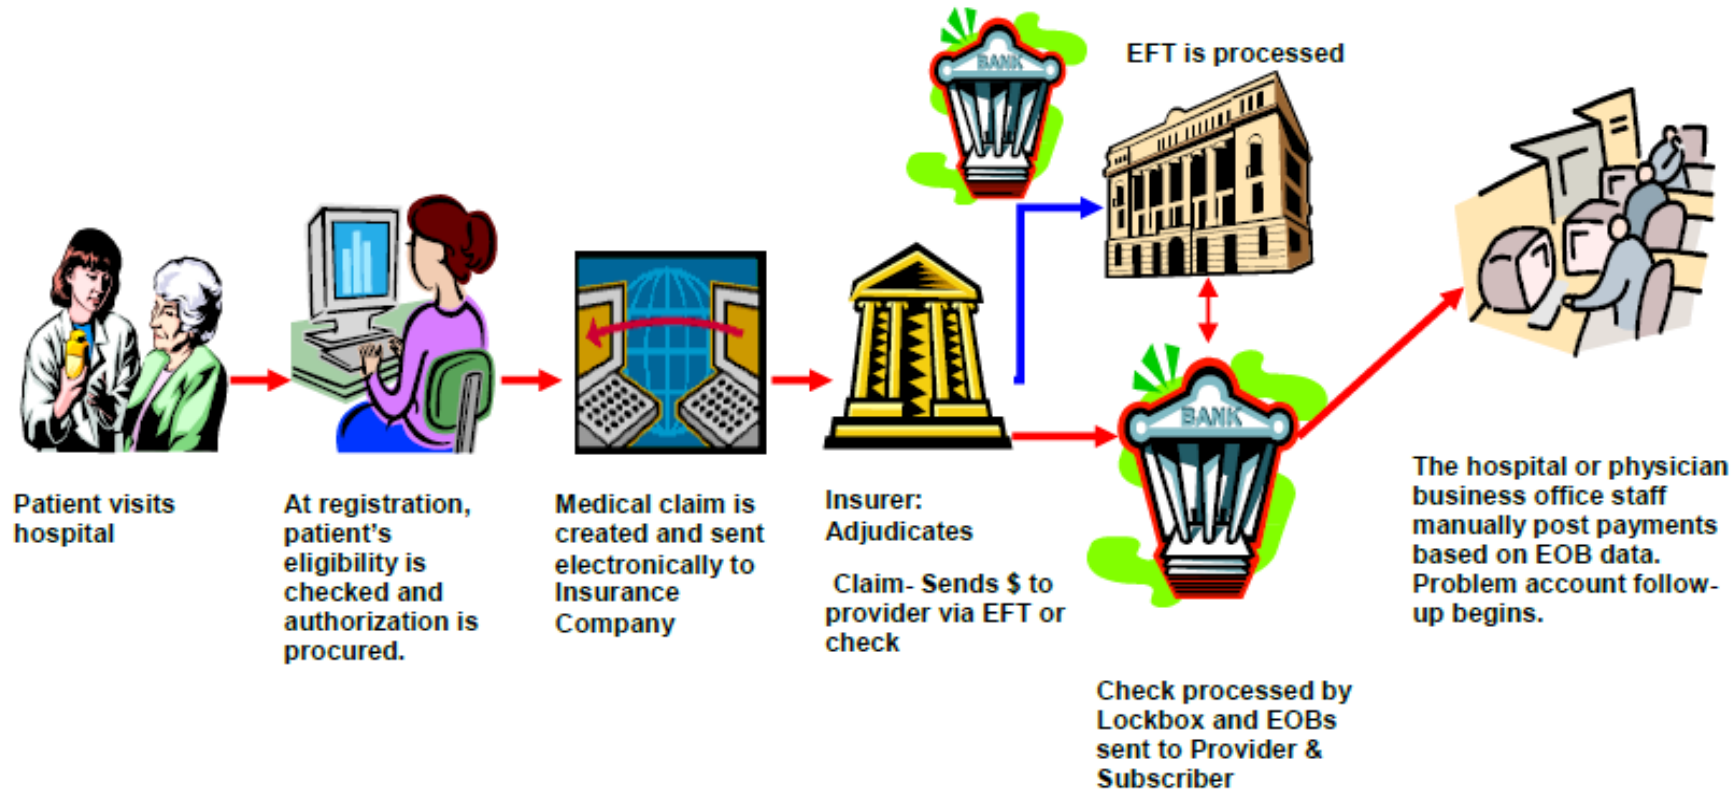 BANK
EFT is processed
BANK
Patient visits
hospital
At registration,
patient's
eligibility is
checked and
authorization is
procured.
Medical claim is
created and sent
electronically to
Insurance
Company
Insurer:
Adjudicates
Claim- Sends $ to
provider via EFT or
check
Check processed by
Lockbox and EOBs
sent to Provider &
Subscriber
The hospital or physician
business office staff
manually post payments
based on EOB data.
Problem account follow-
up begins.